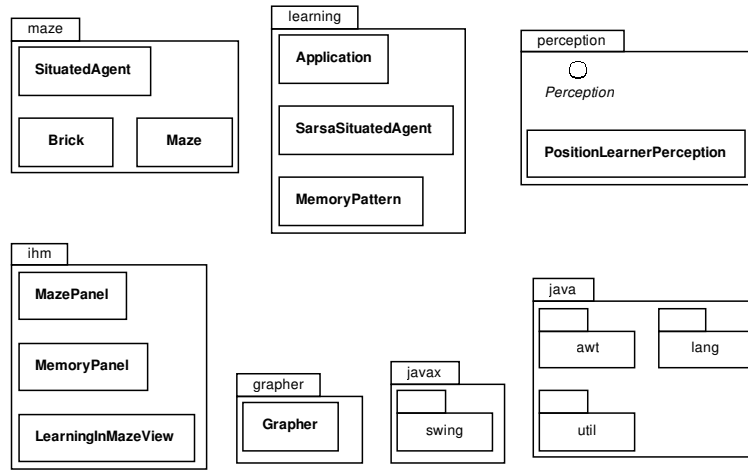 maze
SituatedAgent
Brick
Maze
learning
Application
SarsaSituatedAgent
MemoryPattern
perception
Perception
PositionLearnerPerception
ihm
MazePanel
MemoryPanel
LearningInMazeView
grapher
Grapher
javax
swing
java
awt
lang
util